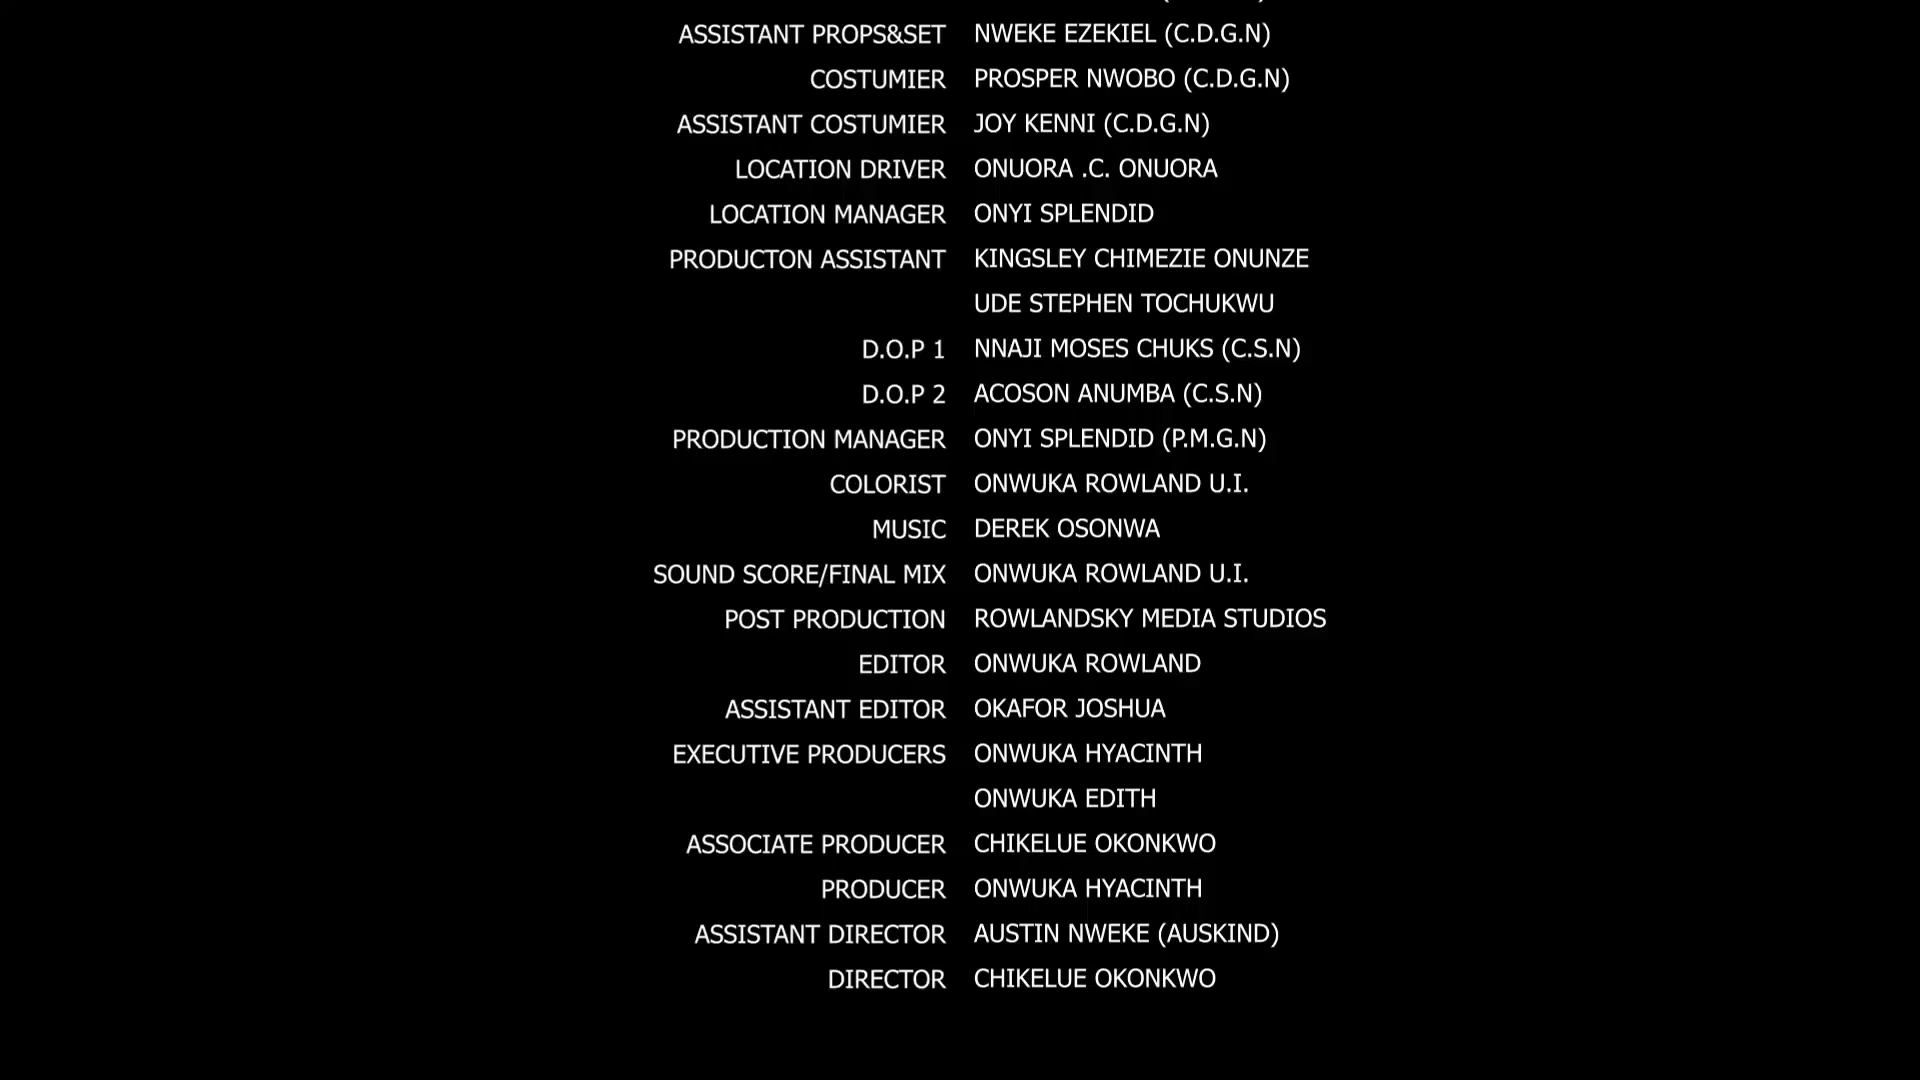 ASSISTANT PROPS&SET NWEKE EZEKIEL (C.D.G.N)
COSTUMIER PROSPER NWOBO (C.D.G.N)
ASSISTANT COSTUMIER JOY KENNI (C.D.G.N)
LOCATION DRIVER ONUORA .C. ONUORA
LOCATION MANAGER ONYI SPLENDID
PRODUCTON ASSISTANT KINGSLEY CHIMEZIE ONUNZE
UDE STEPHEN TOCHUKWU
D.O.P 1 NNAJI MOSES CHUKS (C.S.N)
D.O.P 2 ACOSON ANUMBA (C.S.N)
PRODUCTION MANAGER ONYI SPLENDID (P.M.G.N)
COLORIST ONWUKA ROWLAND U.I.
MUSIC DEREK OSONWA
SOUND SCORE/FINAL MIX ONWUKA ROWLAND U.I.
POST PRODUCTION ROWLANDSKY MEDIA STUDIOS
EDITOR ONWUKA ROWLAND
ASSISTANT EDITOR OKAFOR JOSHUA
EXECUTIVE PRODUCERS ONWUKA HYACINTH
ONWUKA EDITH
ASSOCIATE PRODUCER CHIKELUE OKONKWO
PRODUCER ONWUKA HYACINTH
ASSISTANT DIRECTOR AUSTIN NWEKE (AUSKIND)
DIRECTOR CHIKELUE OKONKWO